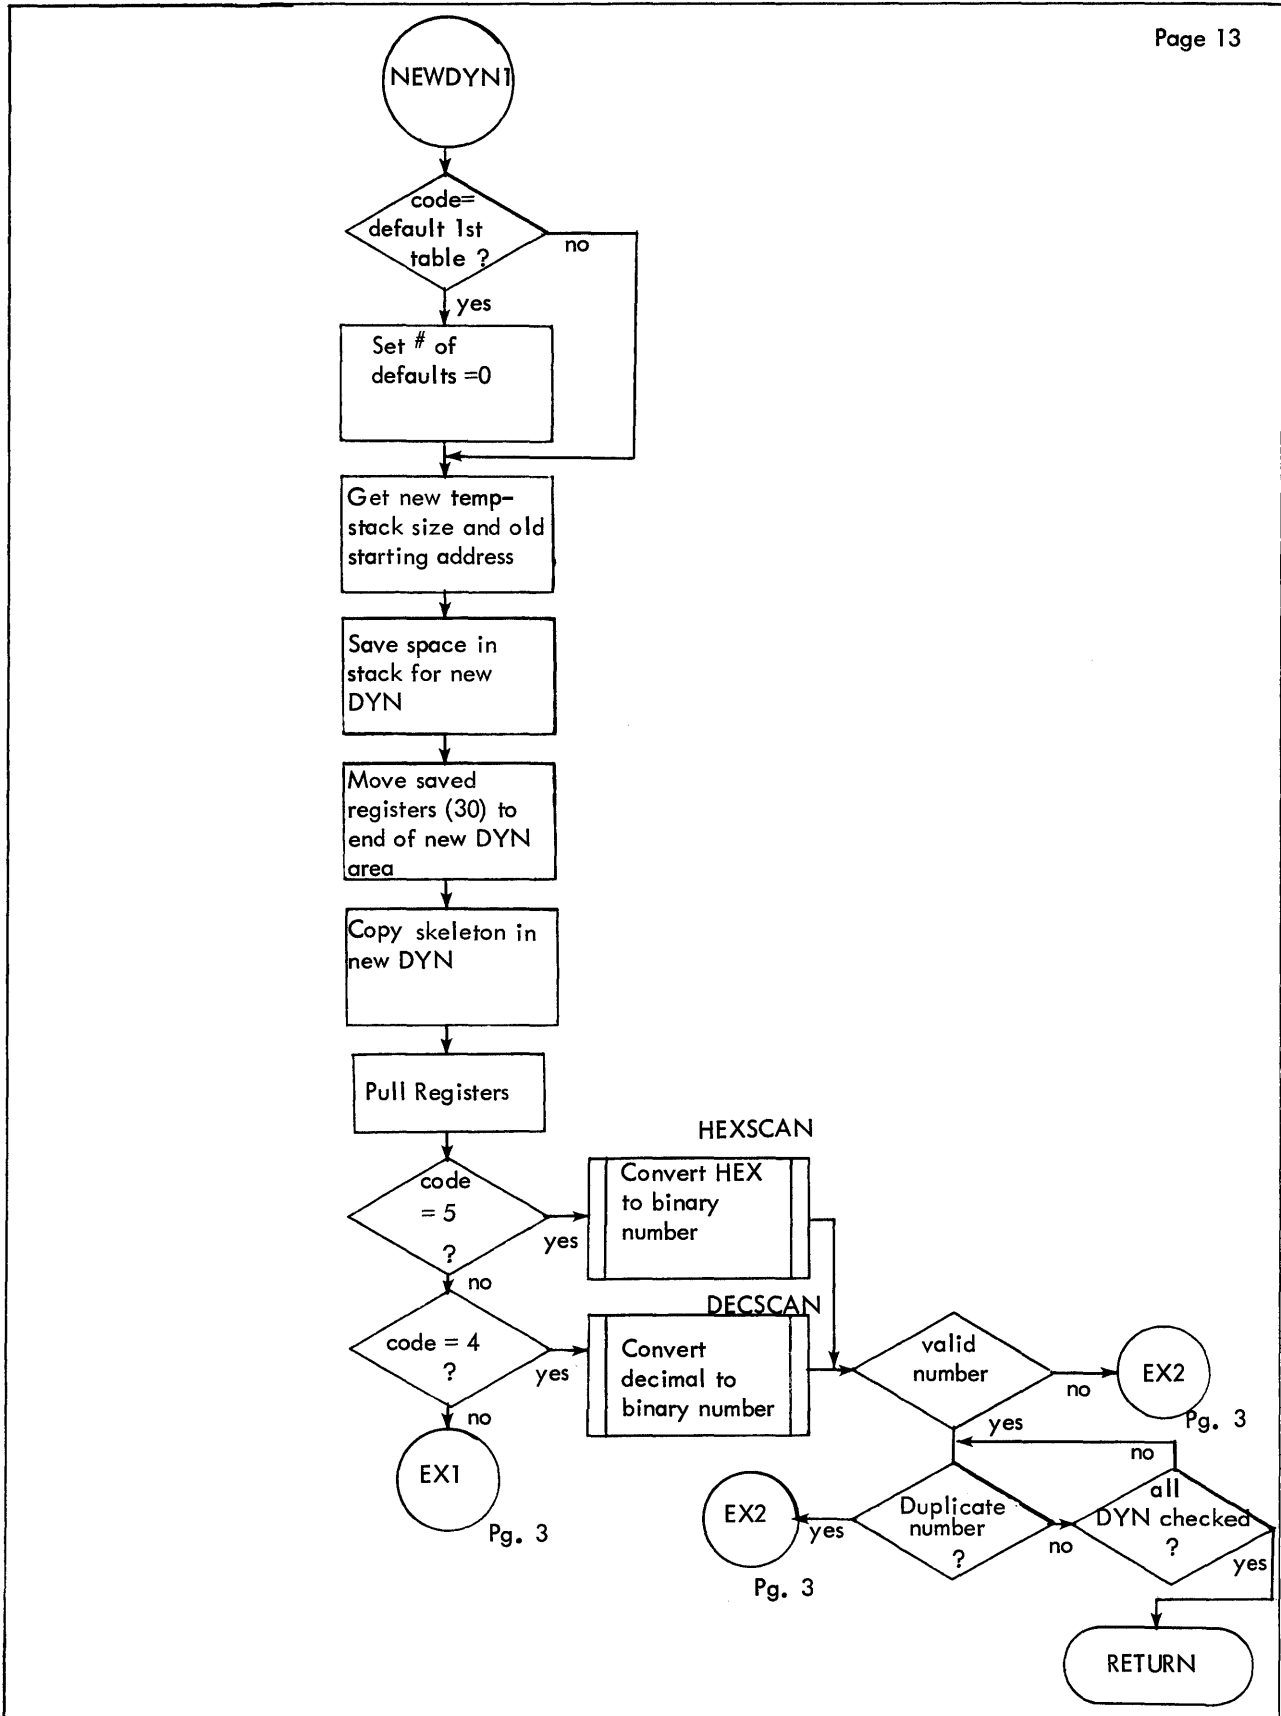 Page 13
NEWDYN1
code=
default 1st
table ?
no
yes
Set # of
defaults =0
Get new temp-
stack size and old
starting address
Save space in
stack for new
DYN
Move saved
registers (30) to
end of new DYN
area
Copy skeleton in
new DYN
Pull Registers
HEXSCAN
code
= 5
?
yes
Convert HEX
to binary
number
no
DECSCAN
code = 4
?
yes
Convert
decimal to
binary number
valid
number
no
EX2
Pg. 3
no
yes
EX1
Pg. 3
no
EX2
Pg. 3
yes
Duplicate
number
?
no
all
DYN checked
?
yes
RETURN